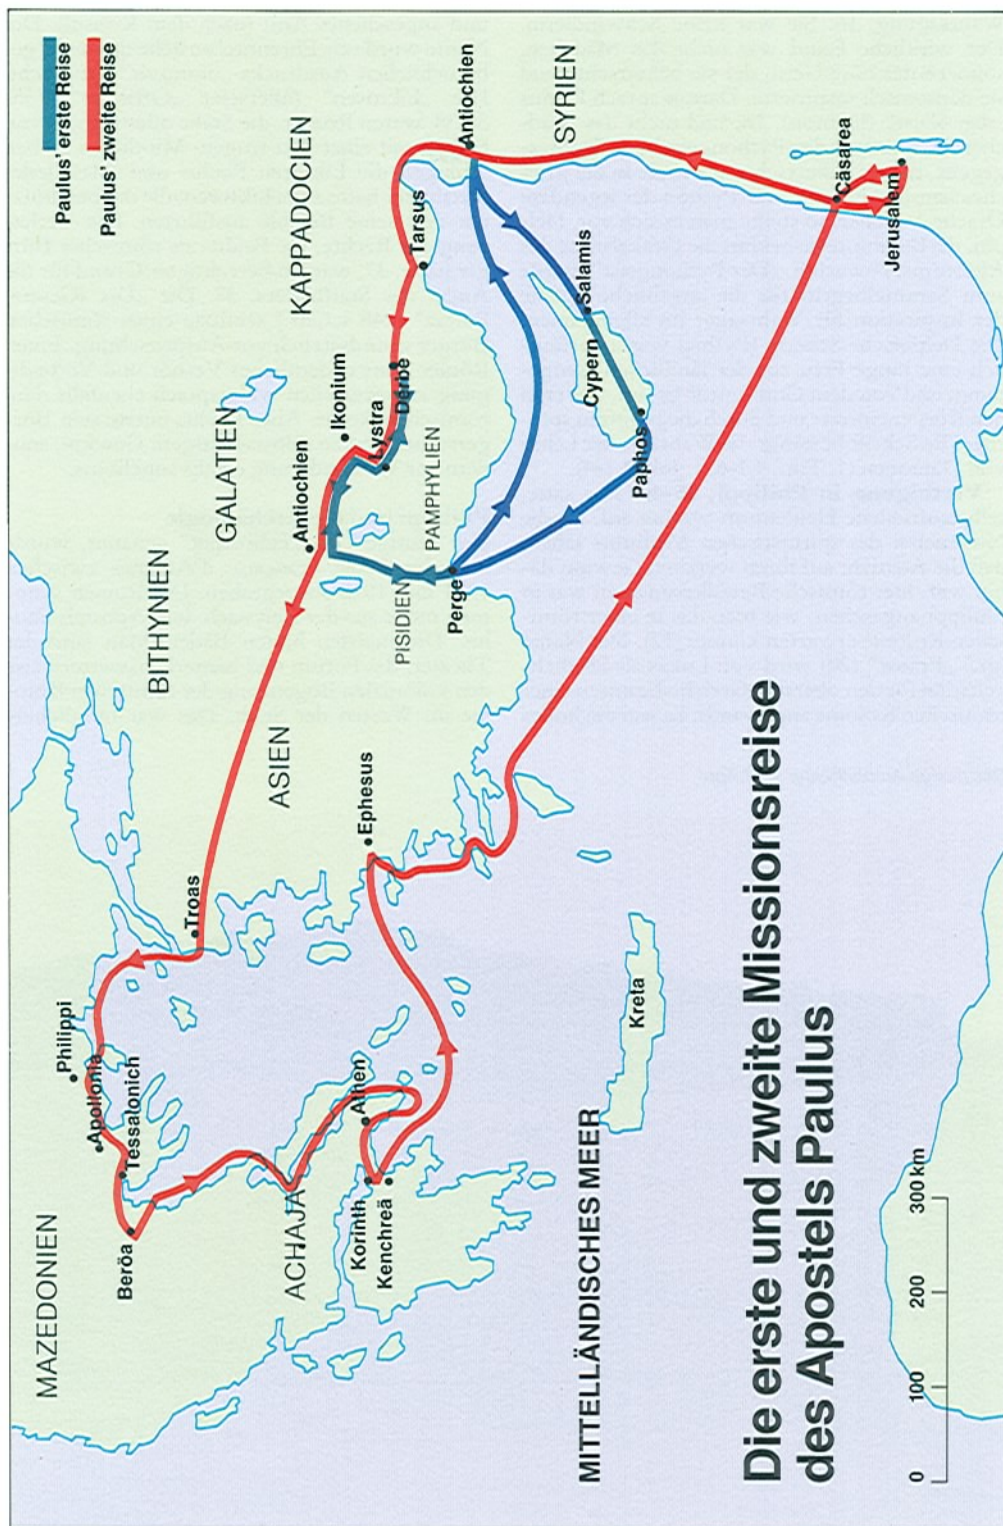 Paulus' erste Reise
Paulus' zweite Reise
MAZEDONIEN
Philippi
Apollonia
Tessalonich
Beröa
Troas
BITHYNIEN
GALATIEN
KAPPADOZIEN
ASIEN
Antiochien
Ikonium
Lystra
Derbe
Tarsus
Antiochien
SYRIEN
PISIDIEN
PAMPHYLIEN
Perge
ACHAJA
Athen
Korinth
Kenchreä
Ephesus
Salamis
Cypern
Paphos
Kreta
MITTELLÄNDISCHES MEER
Cäsarea
Jerusalem
Die erste und zweite Missionsreise
des Apostels Paulus
0 100 200 300 km